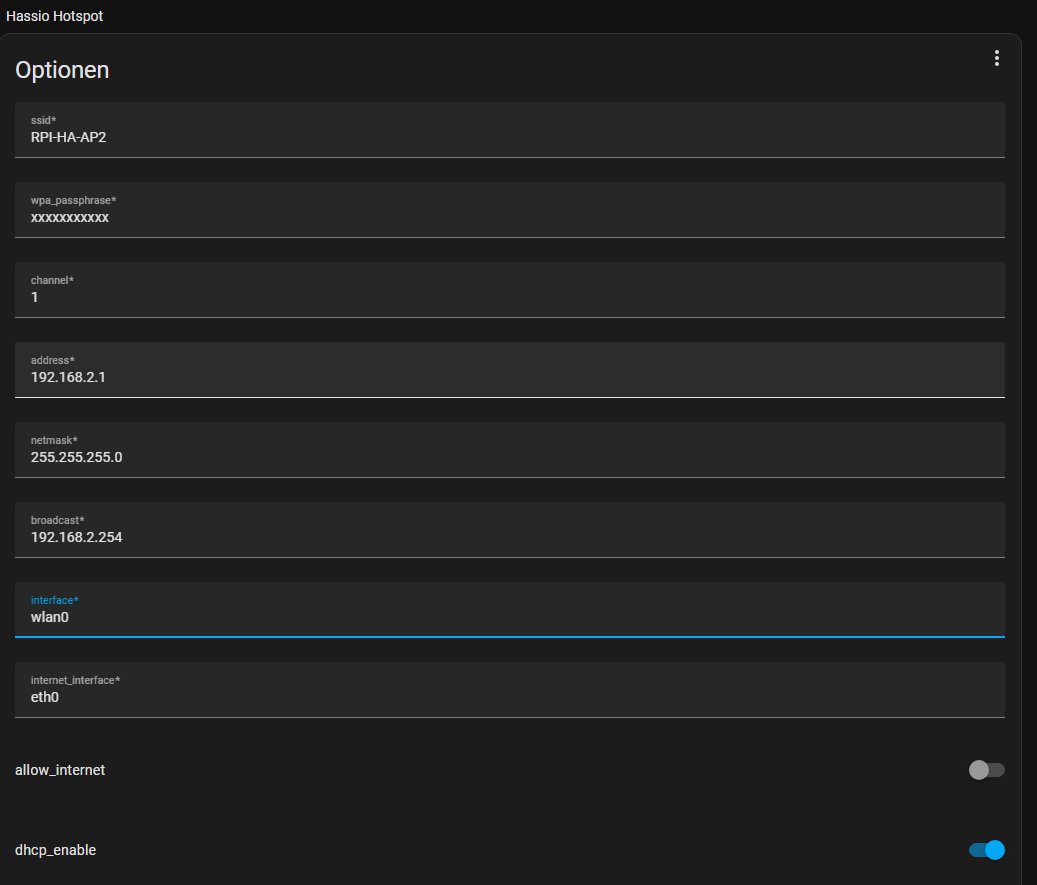 Hassio Hotspot
Optionen
ssid*
RPI-HA-AP2
wpa_passphrase*
xxxxxxxxxxx
channel*
1
address*
192.168.2.1
netmask*
255.255.255.0
broadcast*
192.168.2.254
interface*
wlan0
internet_interface*
eth0
allow_internet
dhcp_enable